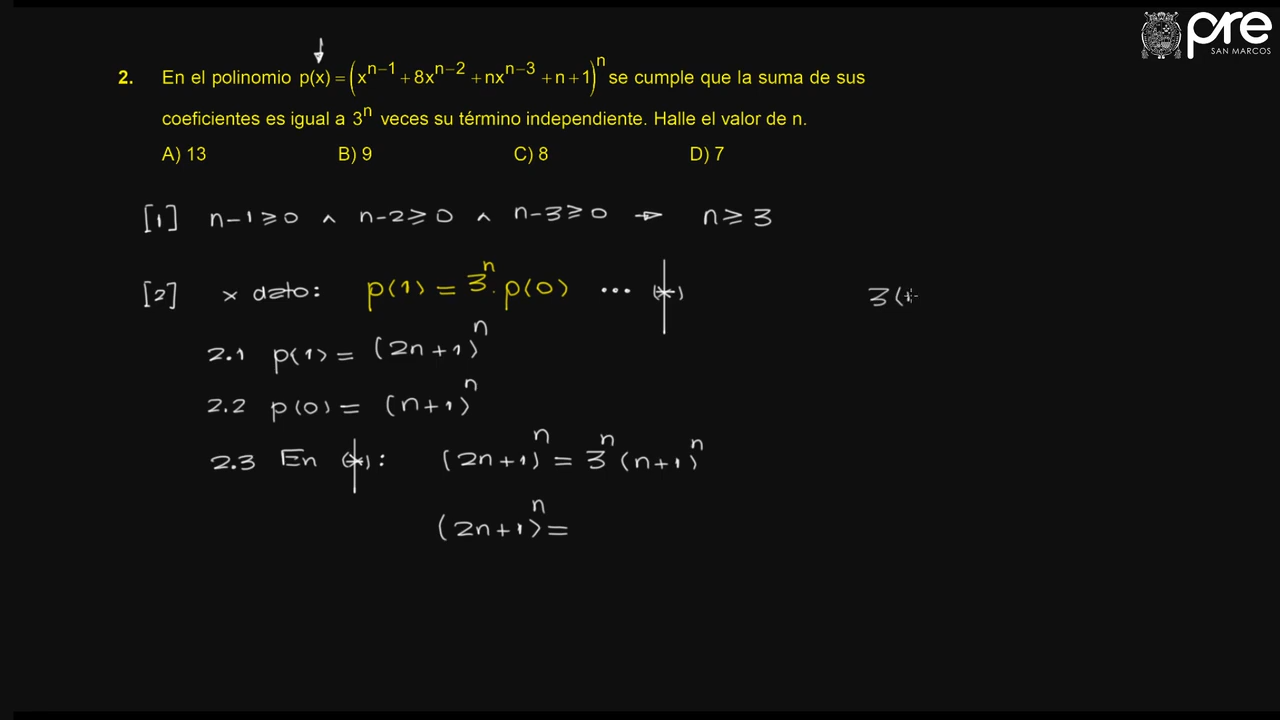 pre
SAN MARCOS
2. En el polinomio p(x) = (x^{n-1} + 8x^{n-2} + nx^{n-3} + n + 1)^n se cumple que la suma de sus
coeficientes es igual a 3^n veces su término independiente. Halle el valor de n.
A) 13 B) 9 C) 8 D) 7
[1] n-1 ≥ 0 ∧ n-2 ≥ 0 ∧ n-3 ≥ 0 → n ≥ 3
[2] x dato: p(1) = 3^n · p(0) ... (*) 3(
2.1 p(1) = (2n+1)^n
2.2 p(0) = (n+1)^n
2.3 En (*): (2n+1)^n = 3^n (n+1)^n
(2n+1)^n =